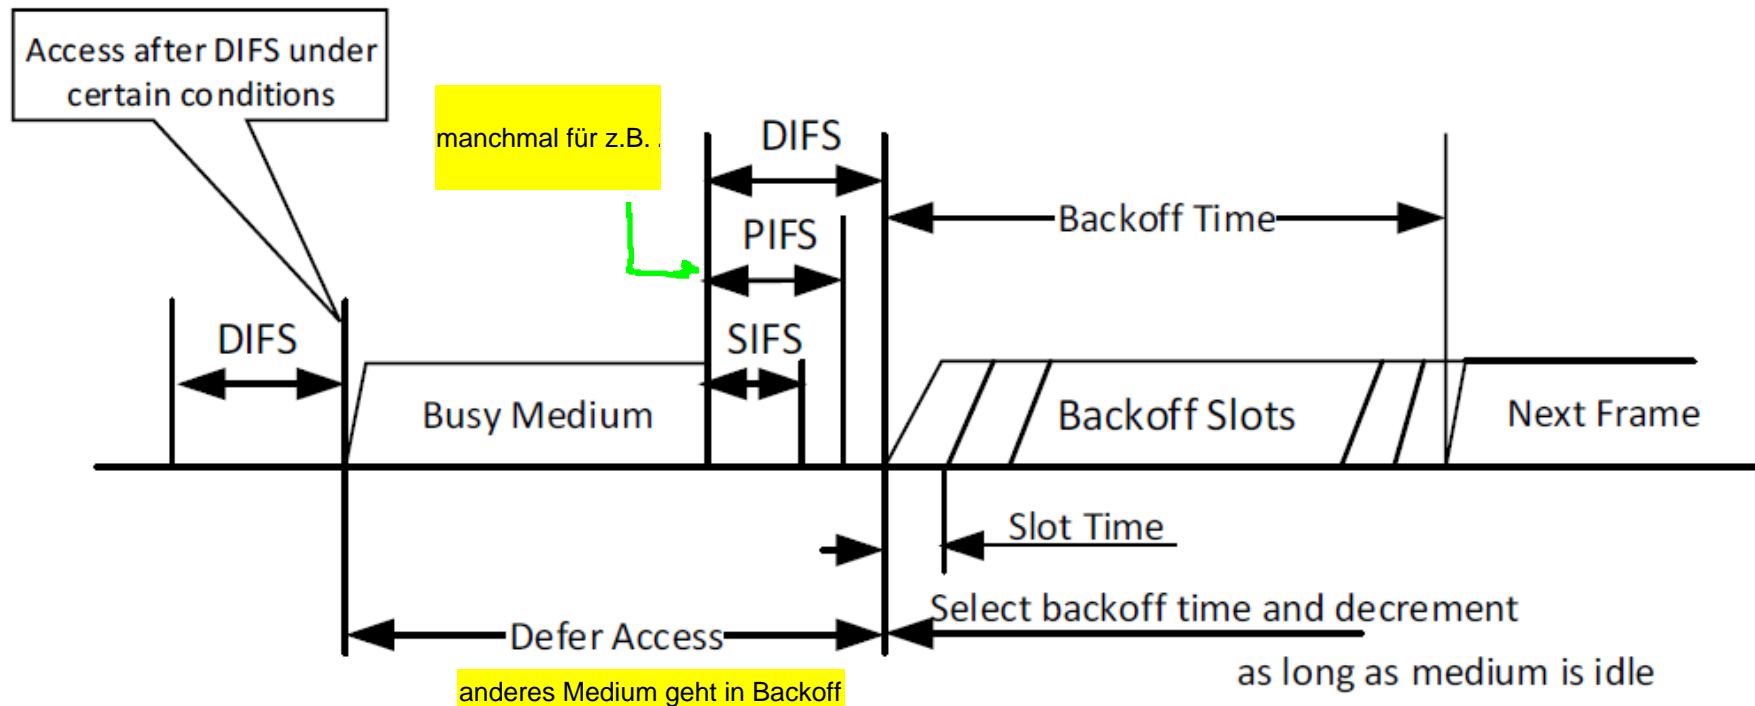 Access after DIFS under
certain conditions
manchmal für z.B.
DIFS
PIFS
SIFS
Backoff Time
DIFS
Busy Medium
Backoff Slots
Next Frame
Slot Time
Select backoff time and decrement
as long as medium is idle
Defer Access
anderes Medium geht in Backoff